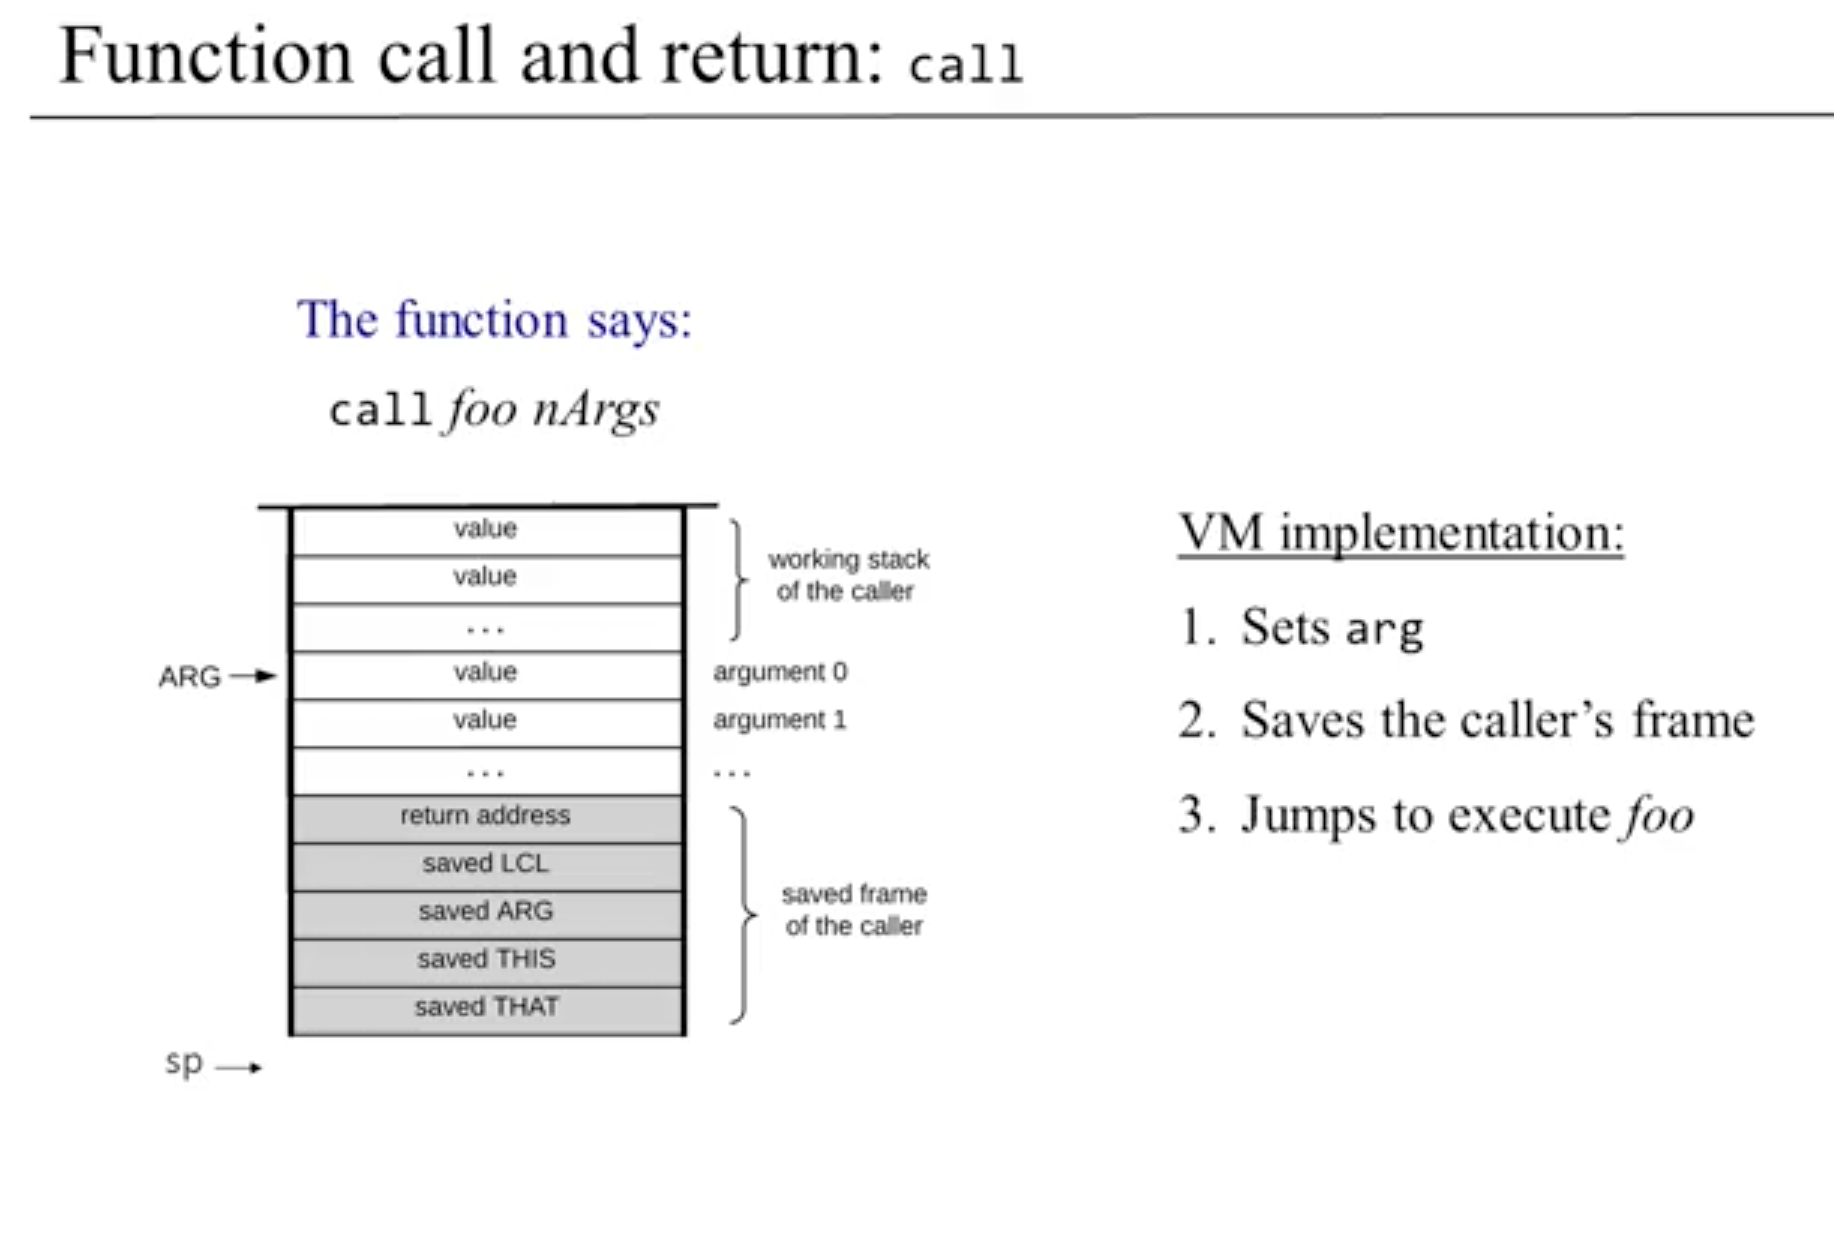 Function call and return: call
The function says:
call foo nArgs
value
value
...
working stack
of the caller
ARG
value
argument 0
value
argument 1
...
...
return address
saved LCL
saved ARG
saved THIS
saved THAT
saved frame
of the caller
sp
VM implementation:
1. Sets arg
2. Saves the caller’s frame
3. Jumps to execute foo